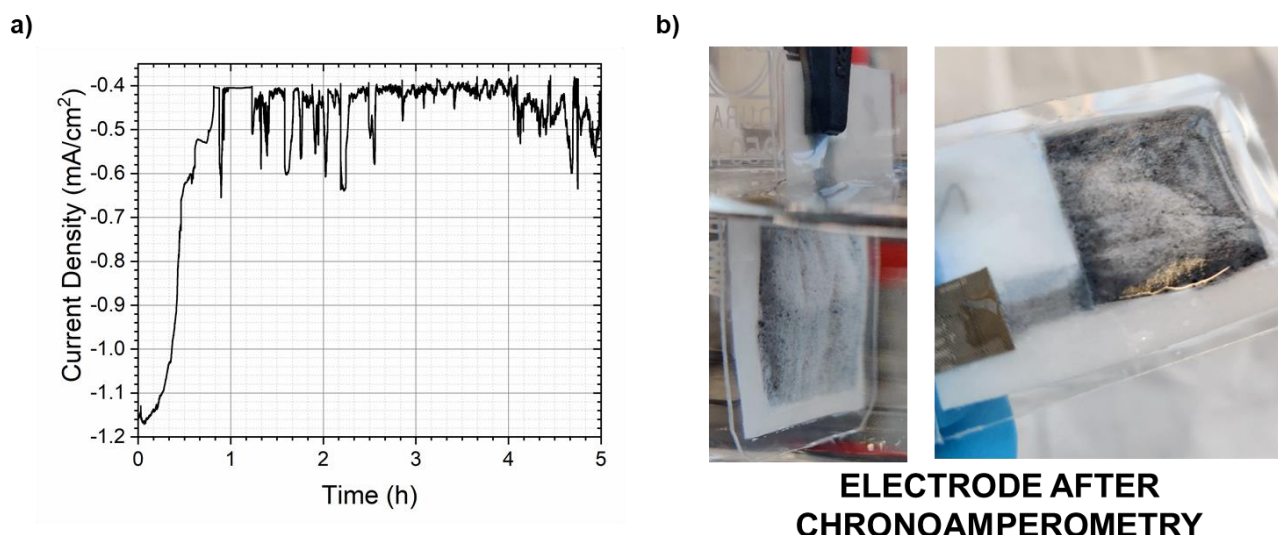 a)
b)
-0.4
-0.5
-0.6
-0.7
-0.8
-0.9
-1.0
-1.1
-1.2
Current Density (mA/cm²)
0 1 2 3 4 5
Time (h)
ELECTRODE AFTER
CHRONOAMPEROMETRY